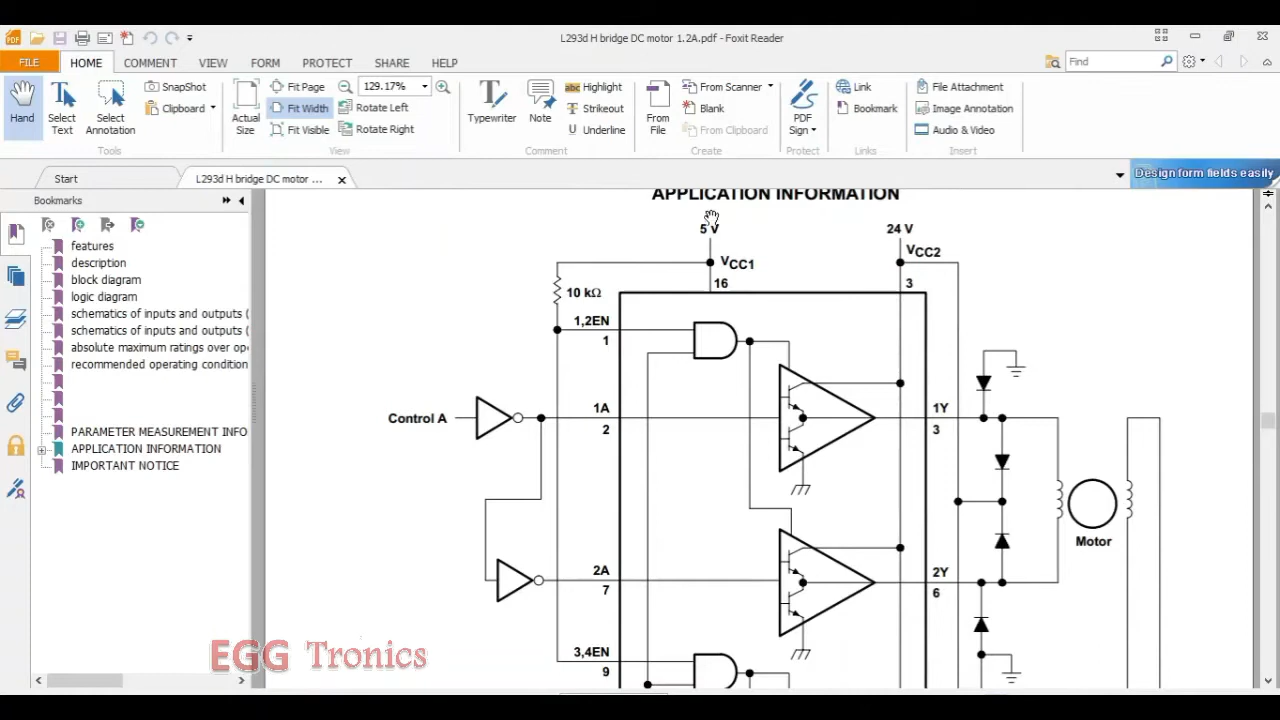 L293d H bridge DC motor 1.2A.pdf - Foxit Reader
FILE HOME COMMENT VIEW FORM PROTECT SHARE HELP
Find
Hand
Select Text
Select Annotation
SnapShot
Clipboard
Tools
Actual Size
Fit Page
Fit Width
Fit Visible
129.17%
Rotate Left
Rotate Right
View
Typewriter
Note
Highlight
Strikeout
Underline
Comment
From File
From Scanner
Blank
From Clipboard
Create
PDF Sign
Protect
Link
Bookmark
Links
File Attachment
Image Annotation
Audio & Video
Insert
Start
L293d H bridge DC motor ...
Design form fields easily
Bookmarks
features
description
block diagram
logic diagram
schematics of inputs and outputs (
schematics of inputs and outputs (
absolute maximum ratings over ope
recommended operating condition
PARAMETER MEASUREMENT INFO
APPLICATION INFORMATION
IMPORTANT NOTICE
APPLICATION INFORMATION
5 V
24 V
VCC1
VCC2
16
3
10 kΩ
1,2EN
1
Control A
1A
2
1Y
3
Motor
2A
7
2Y
6
3,4EN
9
EGG Tronics